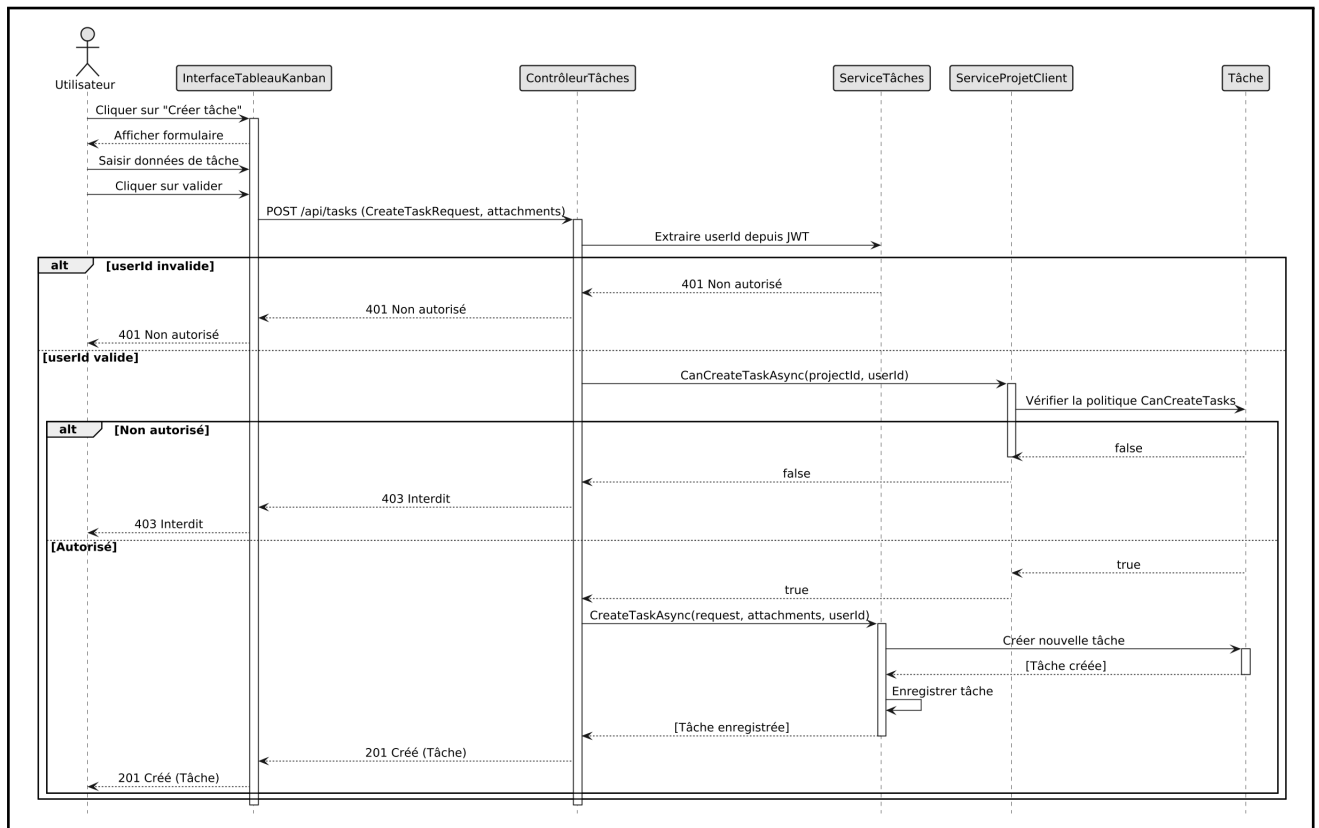 Utilisateur
InterfaceTableauKanban
ContrôleurTâches
ServiceTâches
ServiceProjetClient
Tâche
Cliquer sur "Créer tâche"
Afficher formulaire
Saisir données de tâche
Cliquer sur valider
POST /api/tasks (CreateTaskRequest, attachments)
Extraire userId depuis JWT
alt [userId invalide]
401 Non autorisé
401 Non autorisé
401 Non autorisé
[userId valide]
CanCreateTaskAsync(projectId, userId)
Vérifier la politique CanCreateTasks
alt [Non autorisé]
false
false
403 Interdit
403 Interdit
[Autorisé]
true
true
CreateTaskAsync(request, attachments, userId)
Créer nouvelle tâche
[Tâche créée]
Enregistrer tâche
[Tâche enregistrée]
201 Créé (Tâche)
201 Créé (Tâche)